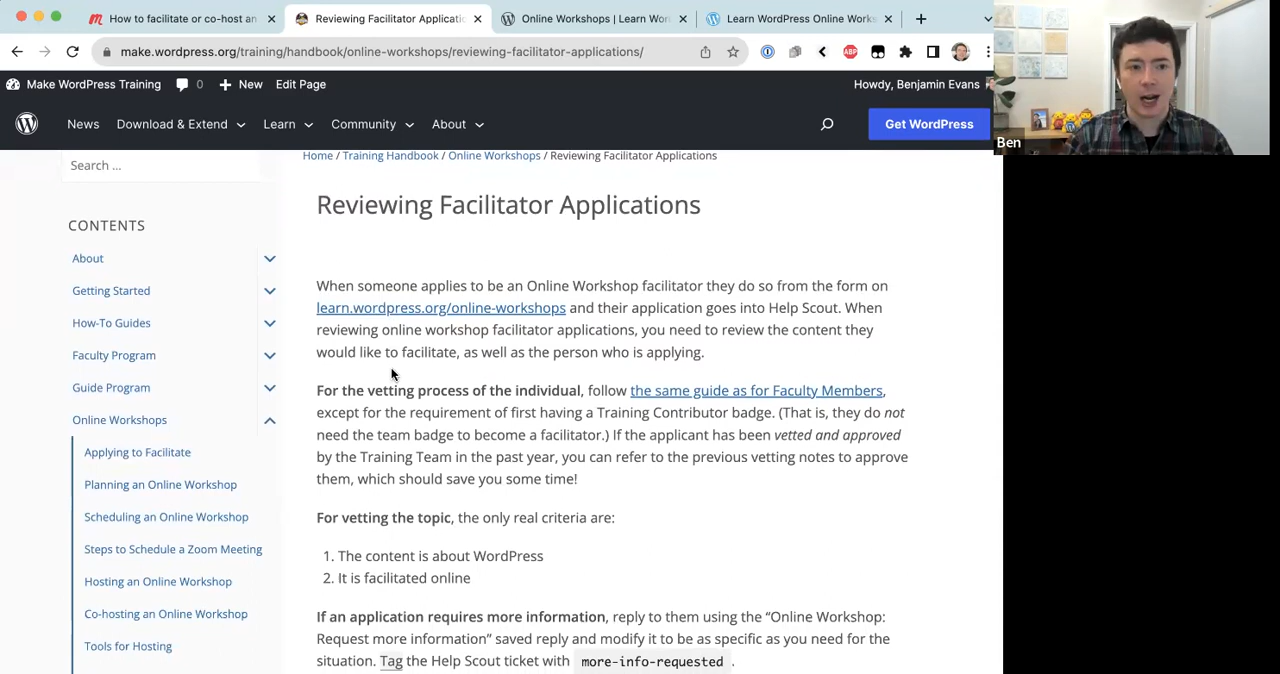 How to facilitate or co-host an
Reviewing Facilitator Applicatio
Online Workshops | Learn Wor
Learn WordPress Online Works
make.wordpress.org/training/handbook/online-workshops/reviewing-facilitator-applications/
ABP
Make WordPress Training
0
New
Edit Page
Howdy, Benjamin Evans
News
Download & Extend
Learn
Community
About
Get WordPress
Ben
Search ...
Home / Training Handbook / Online Workshops / Reviewing Facilitator Applications
Reviewing Facilitator Applications
CONTENTS
About
Getting Started
How-To Guides
Faculty Program
Guide Program
Online Workshops
Applying to Facilitate
Planning an Online Workshop
Scheduling an Online Workshop
Steps to Schedule a Zoom Meeting
Hosting an Online Workshop
Co-hosting an Online Workshop
Tools for Hosting
When someone applies to be an Online Workshop facilitator they do so from the form on
learn.wordpress.org/online-workshops and their application goes into Help Scout. When
reviewing online workshop facilitator applications, you need to review the content they
would like to facilitate, as well as the person who is applying.
For the vetting process of the individual, follow the same guide as for Faculty Members,
except for the requirement of first having a Training Contributor badge. (That is, they do not
need the team badge to become a facilitator.) If the applicant has been vetted and approved
by the Training Team in the past year, you can refer to the previous vetting notes to approve
them, which should save you some time!
For vetting the topic, the only real criteria are:
1. The content is about WordPress
2. It is facilitated online
If an application requires more information, reply to them using the “Online Workshop:
Request more information” saved reply and modify it to be as specific as you need for the
situation. Tag the Help Scout ticket with more-info-requested .